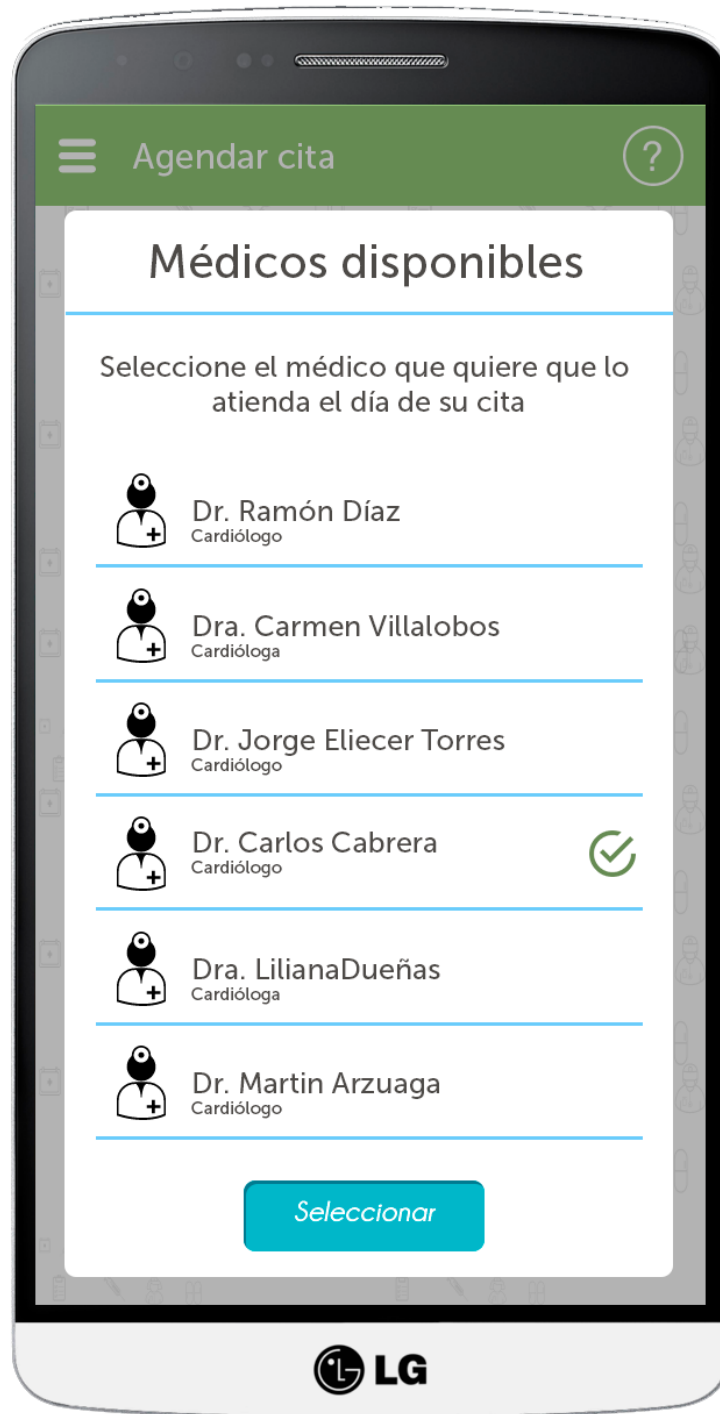 Agendar cita
?
Médicos disponibles
Seleccione el médico que quiere que lo
atienda el día de su cita
Dr. Ramón Díaz
Cardiólogo
Dra. Carmen Villalobos
Cardióloga
Dr. Jorge Eliecer Torres
Cardiólogo
Dr. Carlos Cabrera
Cardiólogo
Dra. LilianaDueñas
Cardióloga
Dr. Martin Arzuaga
Cardiólogo
Seleccionar
LG